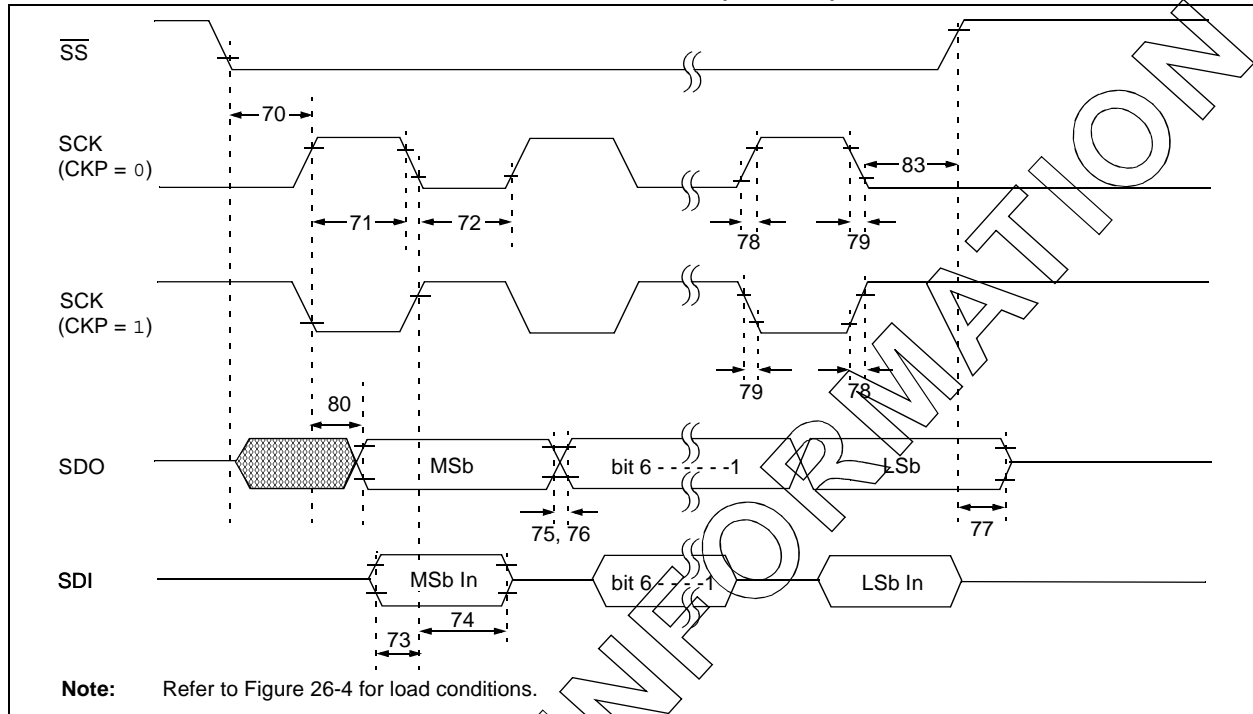 SS
70
SCK
(CKP = 0)
83
71
72
78
79
SCK
(CKP = 1)
79
78
80
SDO
MSb
bit 6 - - - - - -1
LSb
75, 76
77
SDI
MSb In
bit 6 - - - - -1
LSb In
74
73
Note: Refer to Figure 26-4 for load conditions.
NFORMATION